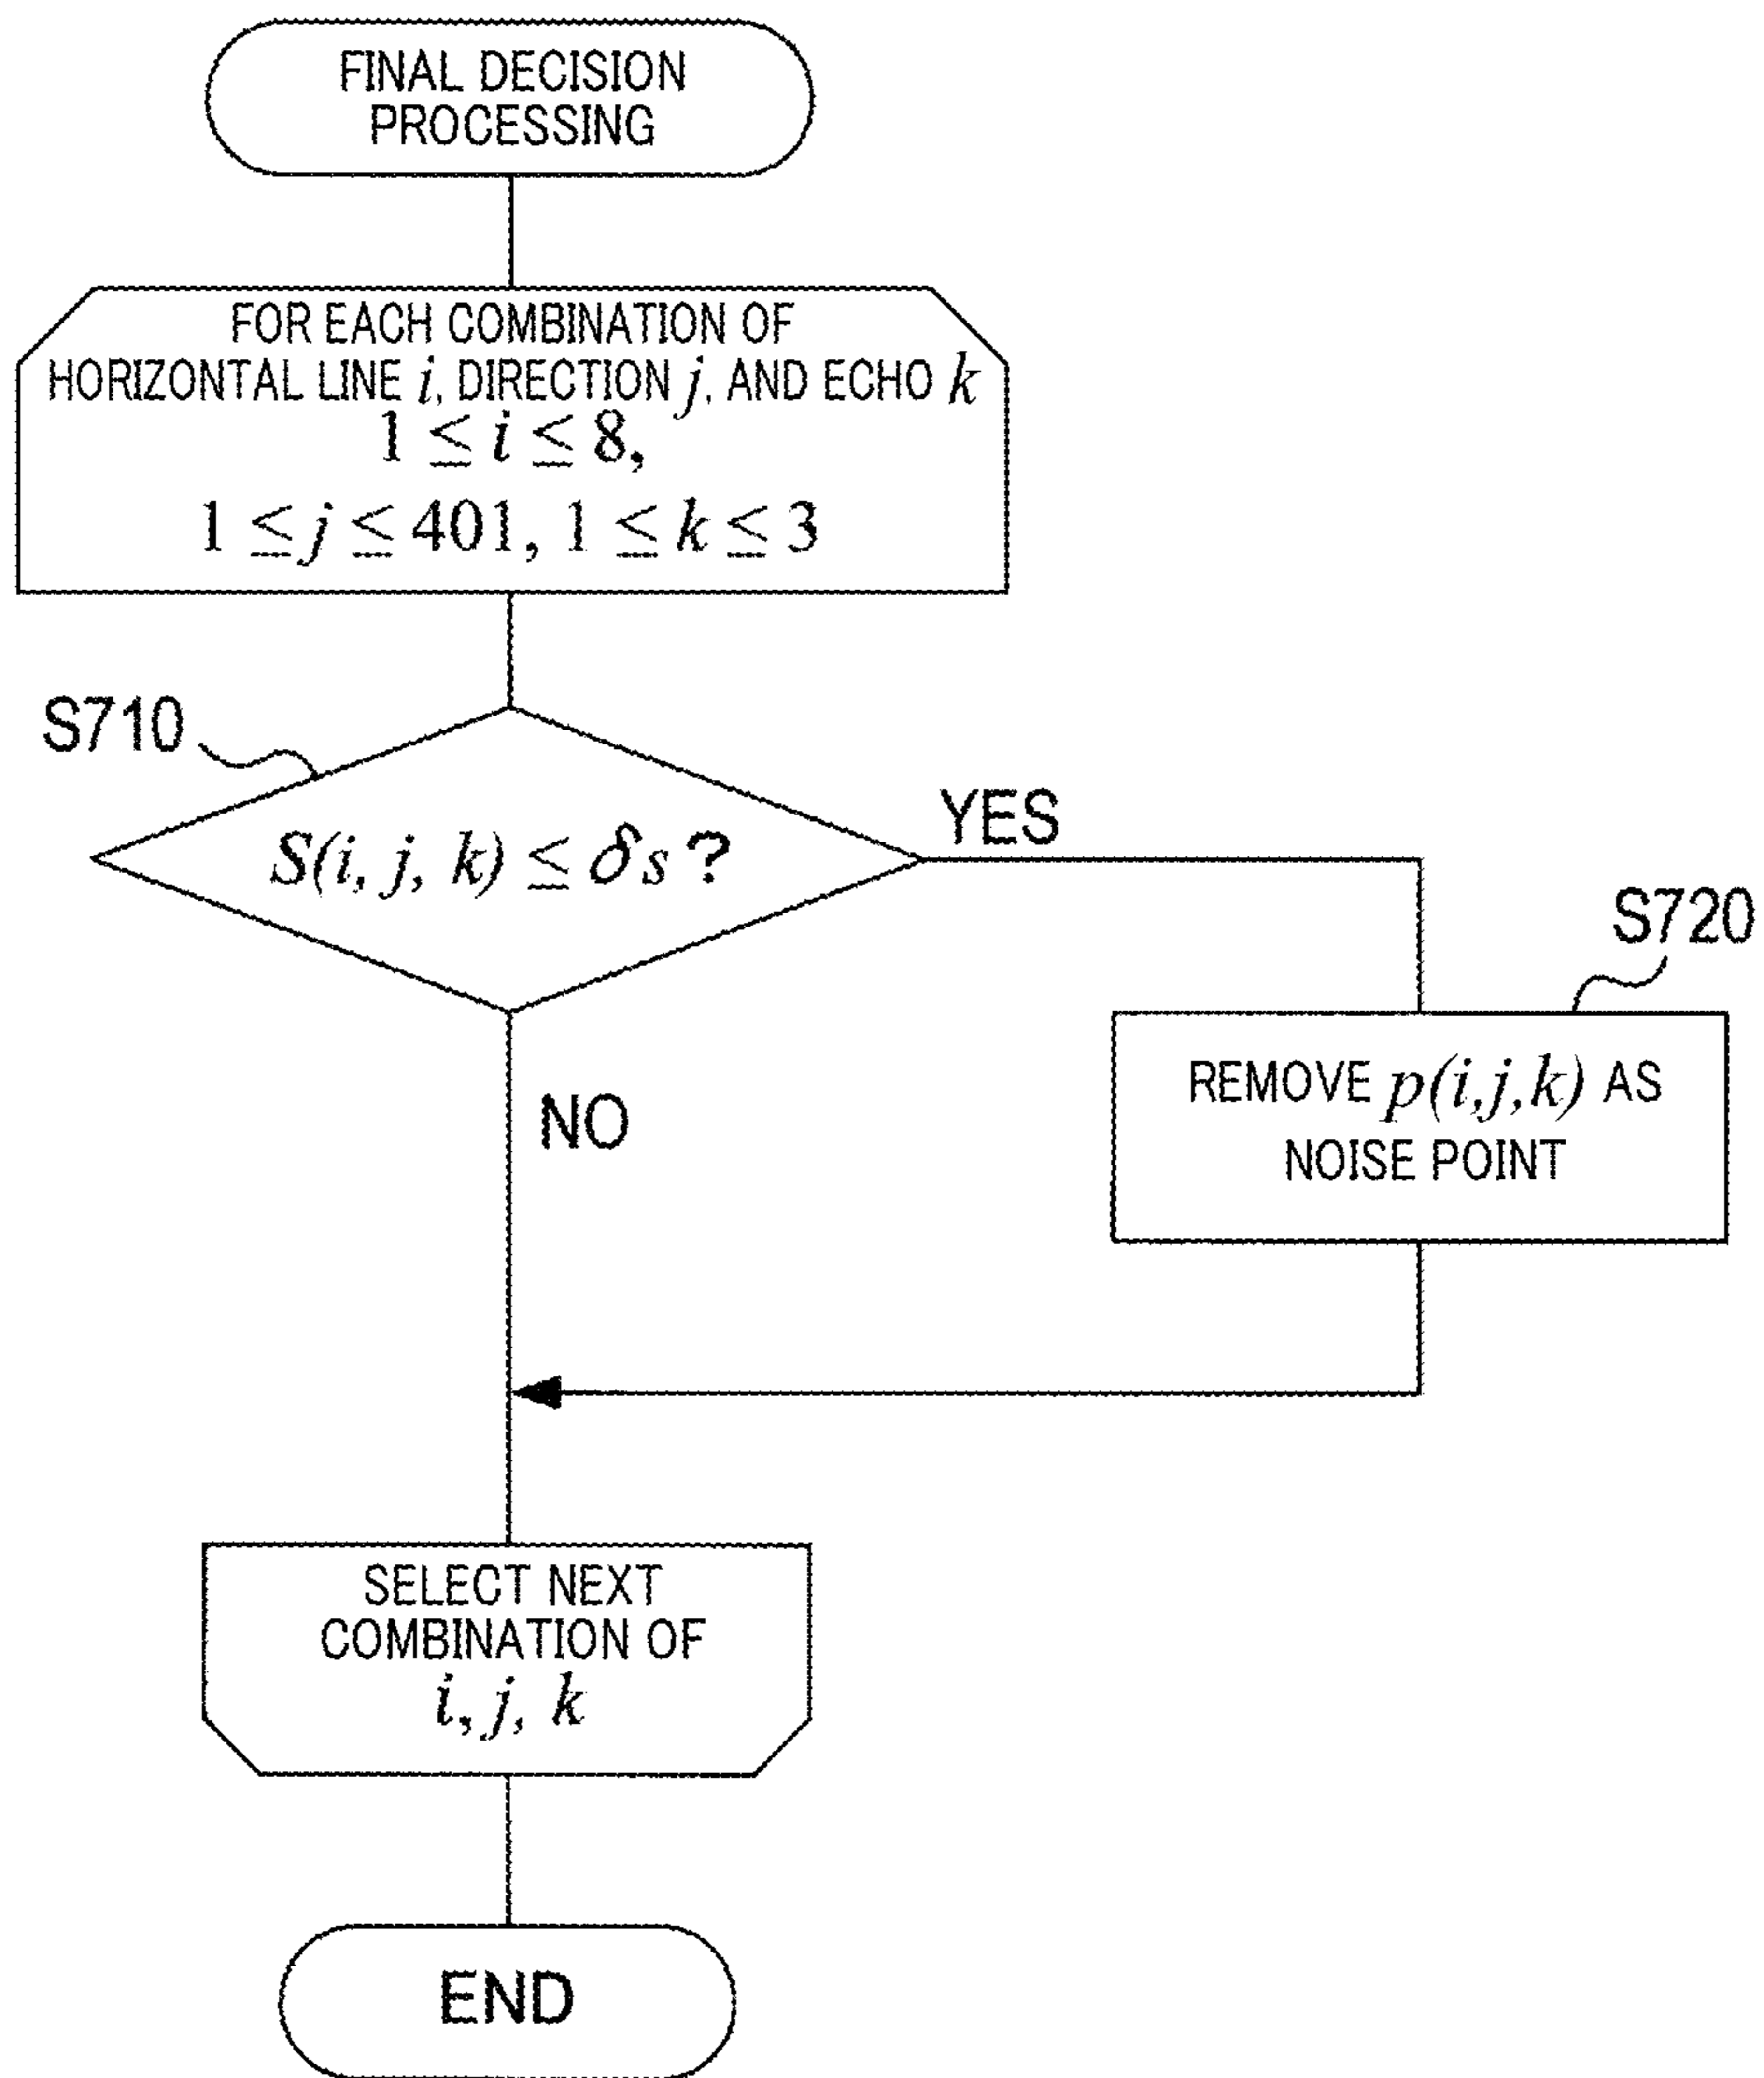 FINAL DECISION
PROCESSING
FOR EACH COMBINATION OF
HORIZONTAL LINE i, DIRECTION j, AND ECHO k
1 ≦ i ≦ 8,
1 ≦ j ≦ 401, 1 ≦ k ≦ 3
S710
S(i, j, k) ≦ δs ?
YES
S720
REMOVE p(i,j,k) AS
NOISE POINT
NO
SELECT NEXT
COMBINATION OF
i, j, k
END